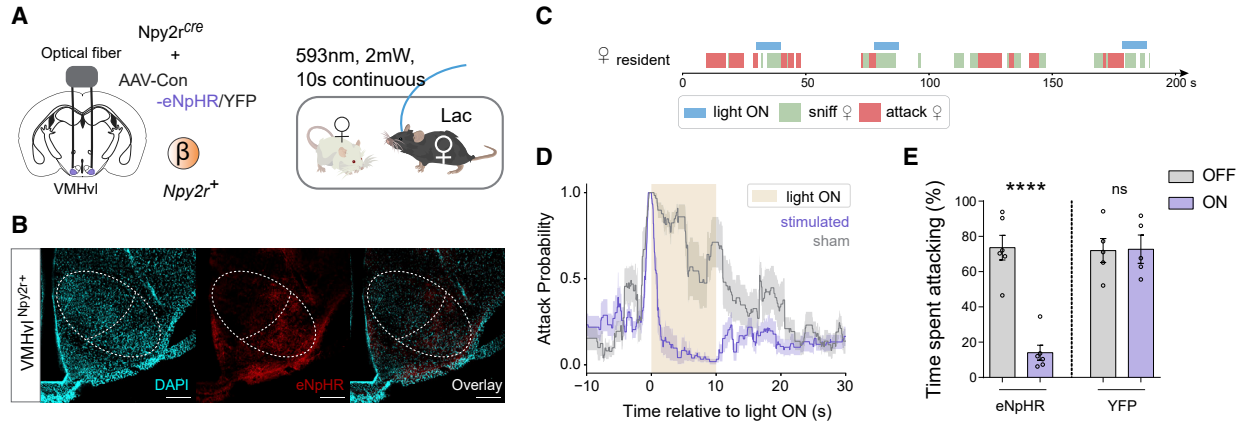 A
Npy2r^cre
+
Optical fiber
AAV-Con
-eNpHR/YFP
β
VMHvl
Npy2r⁺
593nm, 2mW,
10s continuous
♀
Lac
♀
B
VMHvl Npy2r+
DAPI
eNpHR
Overlay
C
♀ resident
0 50 100 150 200 s
light ON sniff ♀ attack ♀
D
Attack Probability
1.0
0.5
0.0
light ON
stimulated
sham
−10 0 10 20 30
Time relative to light ON (s)
E
Time spent attacking (%)
100
80
60
40
20
0
**** ns
OFF
ON
eNpHR YFP